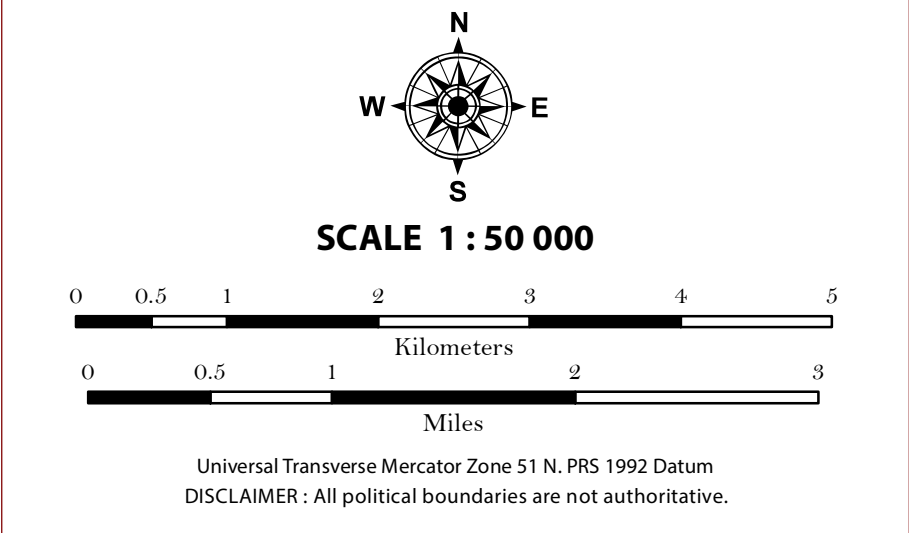 N
W E
S
SCALE 1 : 50 000
0 0.5 1 2 3 4 5
Kilometers
0 0.5 1 2 3
Miles
Universal Transverse Mercator Zone 51 N. PRS 1992 Datum
DISCLAIMER : All political boundaries are not authoritative.